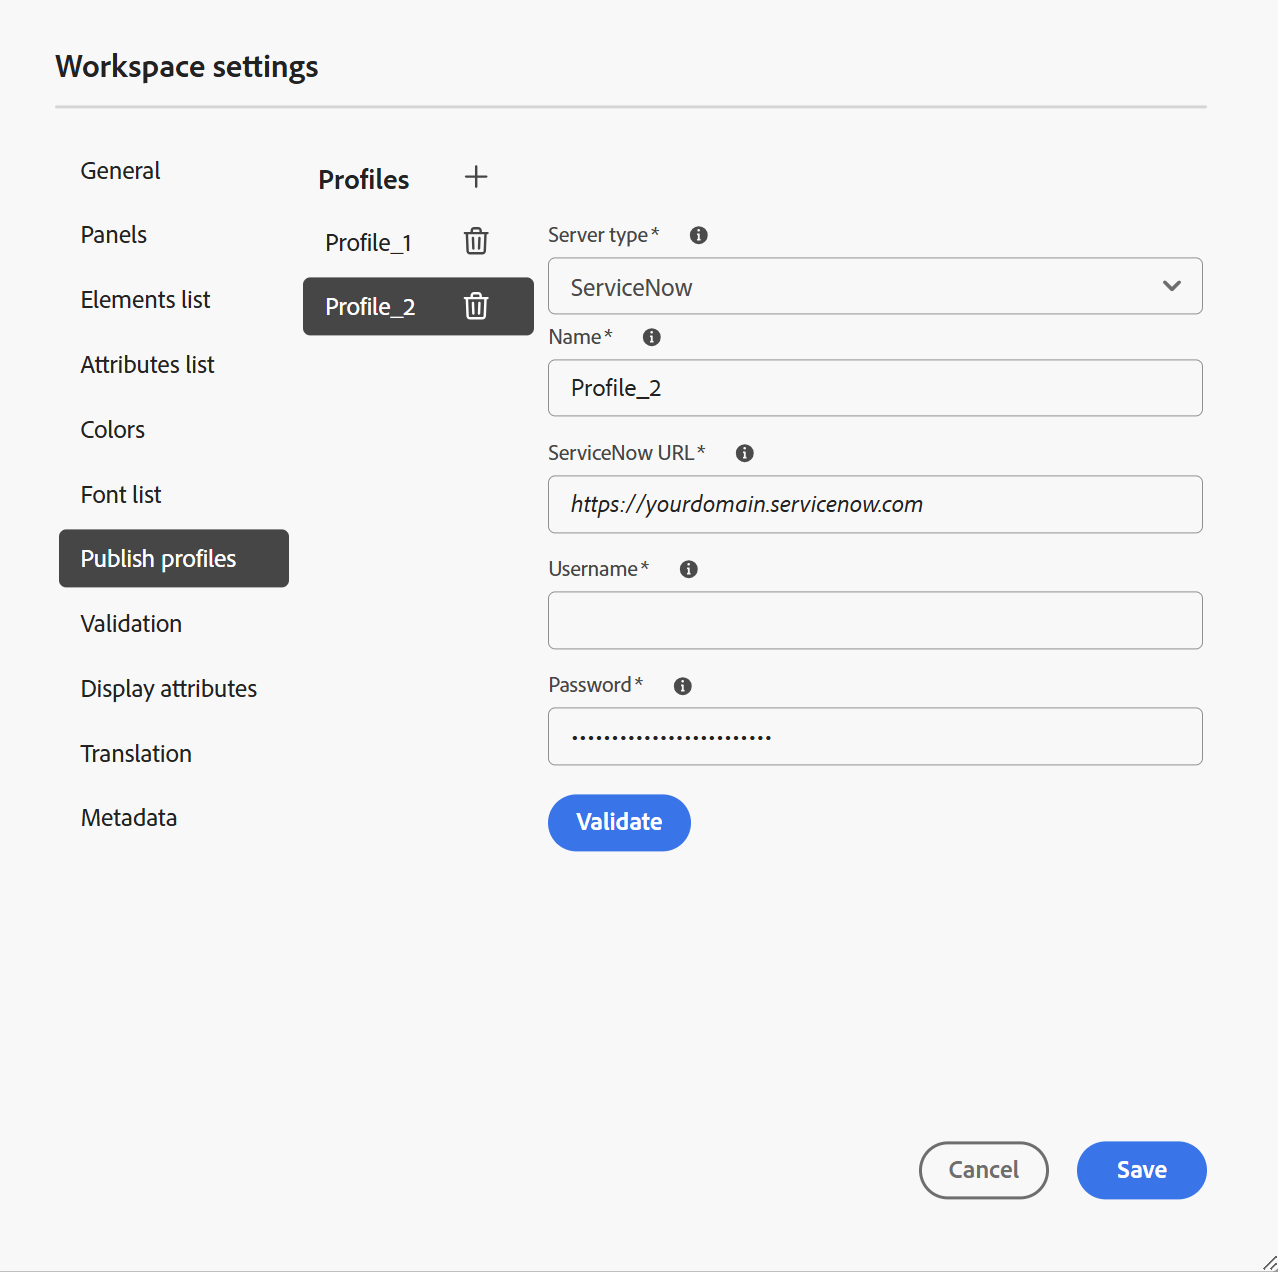 Workspace settings
General
Panels
Elements list
Attributes list
Colors
Font list
Publish profiles
Validation
Display attributes
Translation
Metadata
Profiles
Profile_1
Profile_2
Server type*
ServiceNow
Name*
Profile_2
ServiceNow URL*
https://yourdomain.servicenow.com
Username*
Password*
•••••••••••••••••••••••••
Validate
Cancel
Save